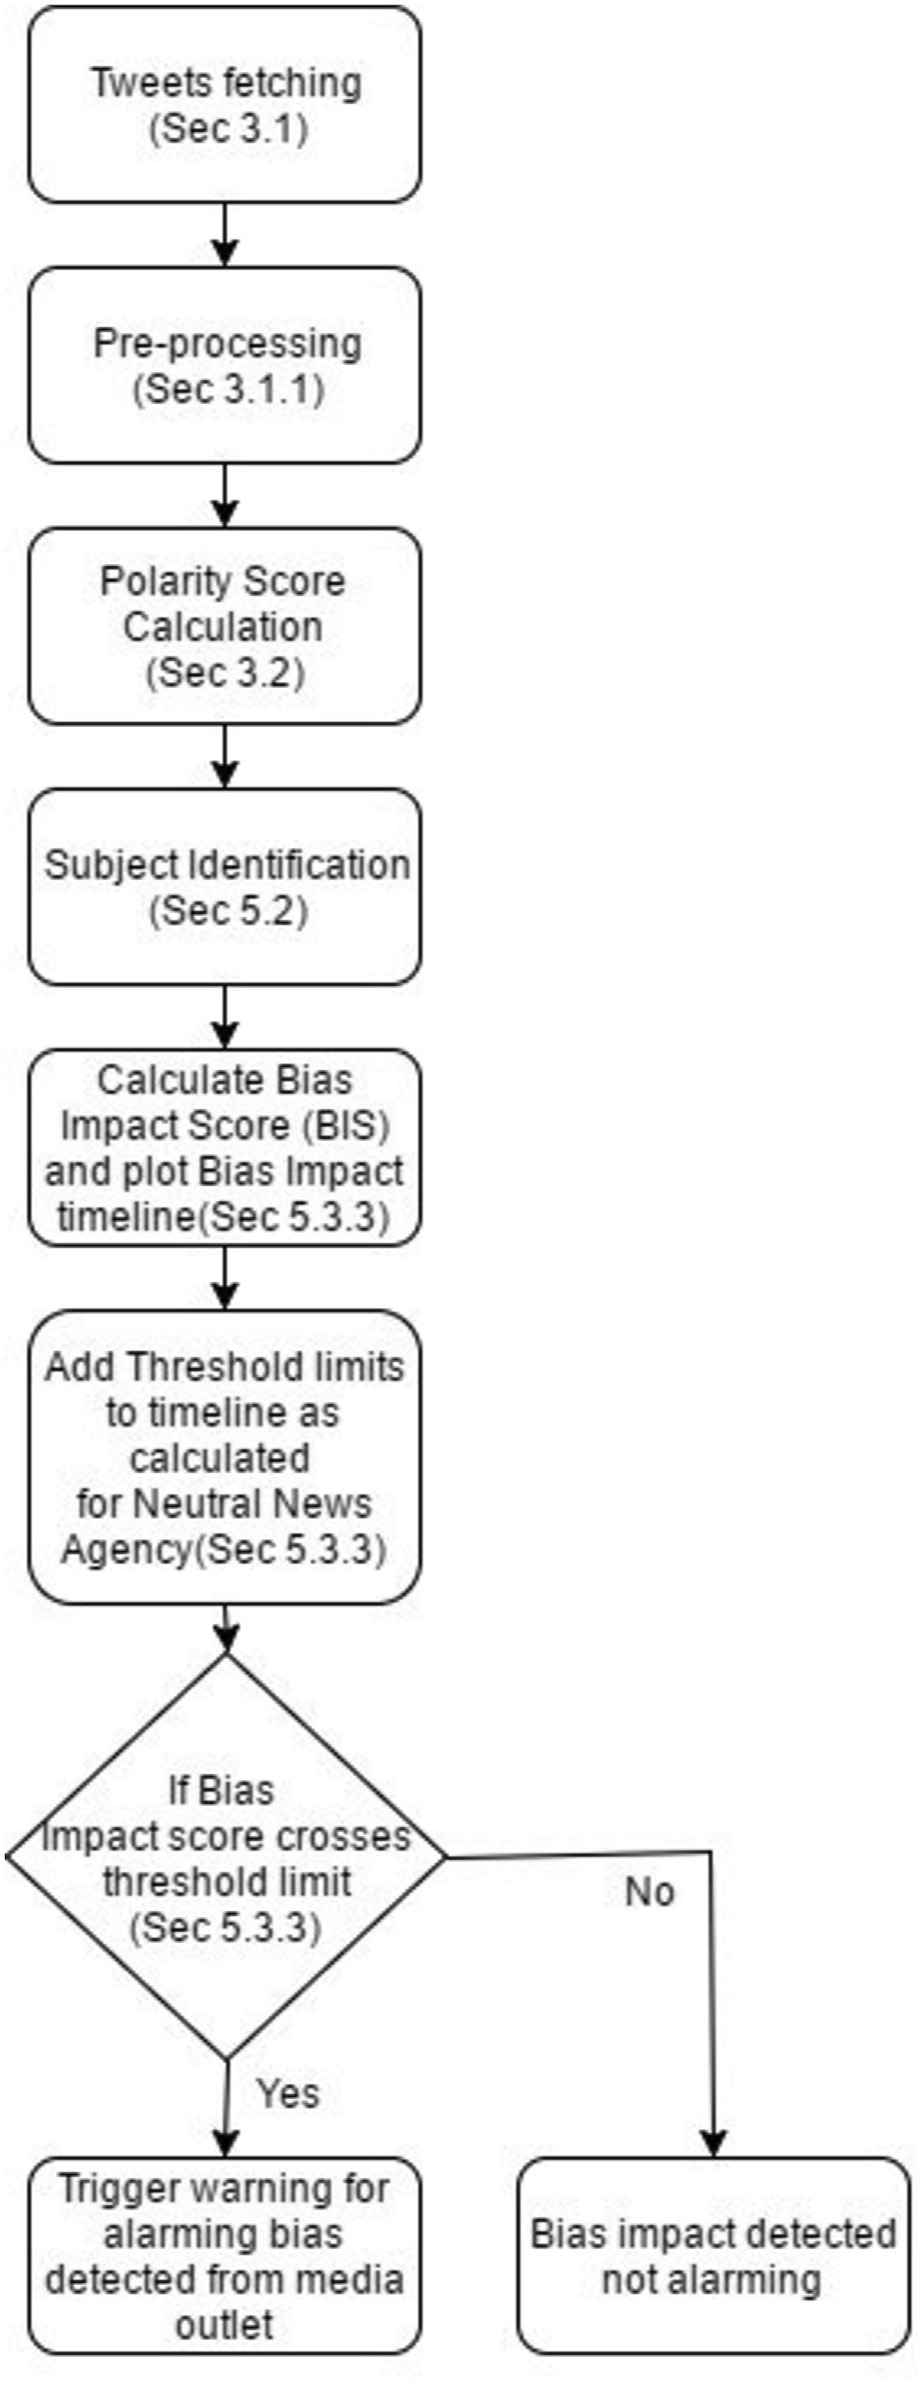 Tweets fetching
(Sec 3.1)
Pre-processing
(Sec 3.1.1)
Polarity Score
Calculation
(Sec 3.2)
Subject Identification
(Sec 5.2)
Calculate Bias
Impact Score (BIS)
and plot Bias Impact
timeline(Sec 5.3.3)
Add Threshold limits
to timeline as
calculated
for Neutral News
Agency(Sec 5.3.3)
If Bias
Impact score crosses
threshold limit
(Sec 5.3.3)
No
Yes
Trigger warning for
alarming bias
detected from media
outlet
Bias impact detected
not alarming